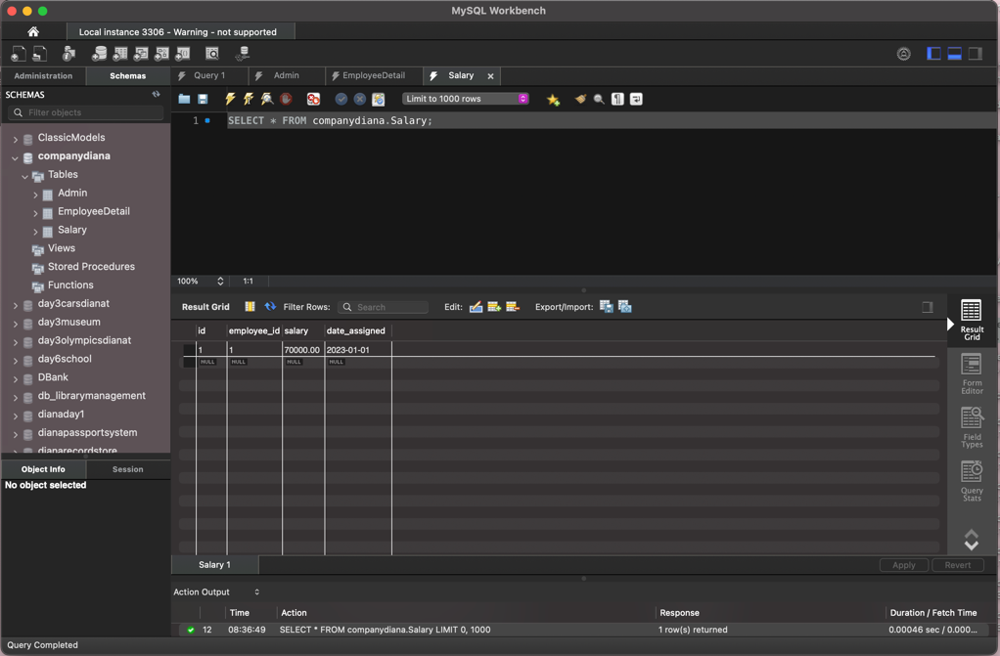 MySQL Workbench
Local instance 3306 - Warning - not supported
Administration Schemas Query 1 Admin EmployeeDetail Salary x
SCHEMAS
Limit to 1000 rows
Filter objects
1 SELECT * FROM companydiana.Salary;
ClassicModels
companydiana
Tables
Admin
EmployeeDetail
Salary
Views
Stored Procedures
Functions
day3carsdianat
day3museum
day3olympicsdianat
day6school
DBank
db_librarymanagement
dianaday1
dianapassportsystem
dianarecordstore
Object Info Session
No object selected
100% 1:1
Result Grid Filter Rows: Search Edit: Export/Import:
id employee_id salary date_assigned
1 1 70000.00 2023-01-01
NULL NULL NULL NULL
Result
Grid
Form
Editor
Field
Types
Query
Stats
Salary 1 Apply Revert
Action Output
Time Action Response Duration / Fetch Time
12 08:36:49 SELECT * FROM companydiana.Salary LIMIT 0, 1000 1 row(s) returned 0.00046 sec / 0.000...
Query Completed